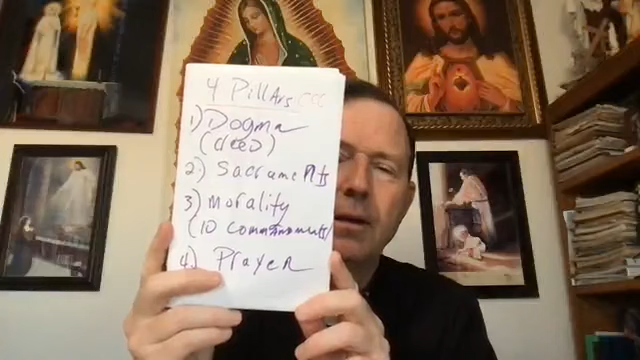 4 Pillars CCC
1) Dogma
(creed)
2) Sacraments
3) Morality
(10 commandments)
4) Prayer